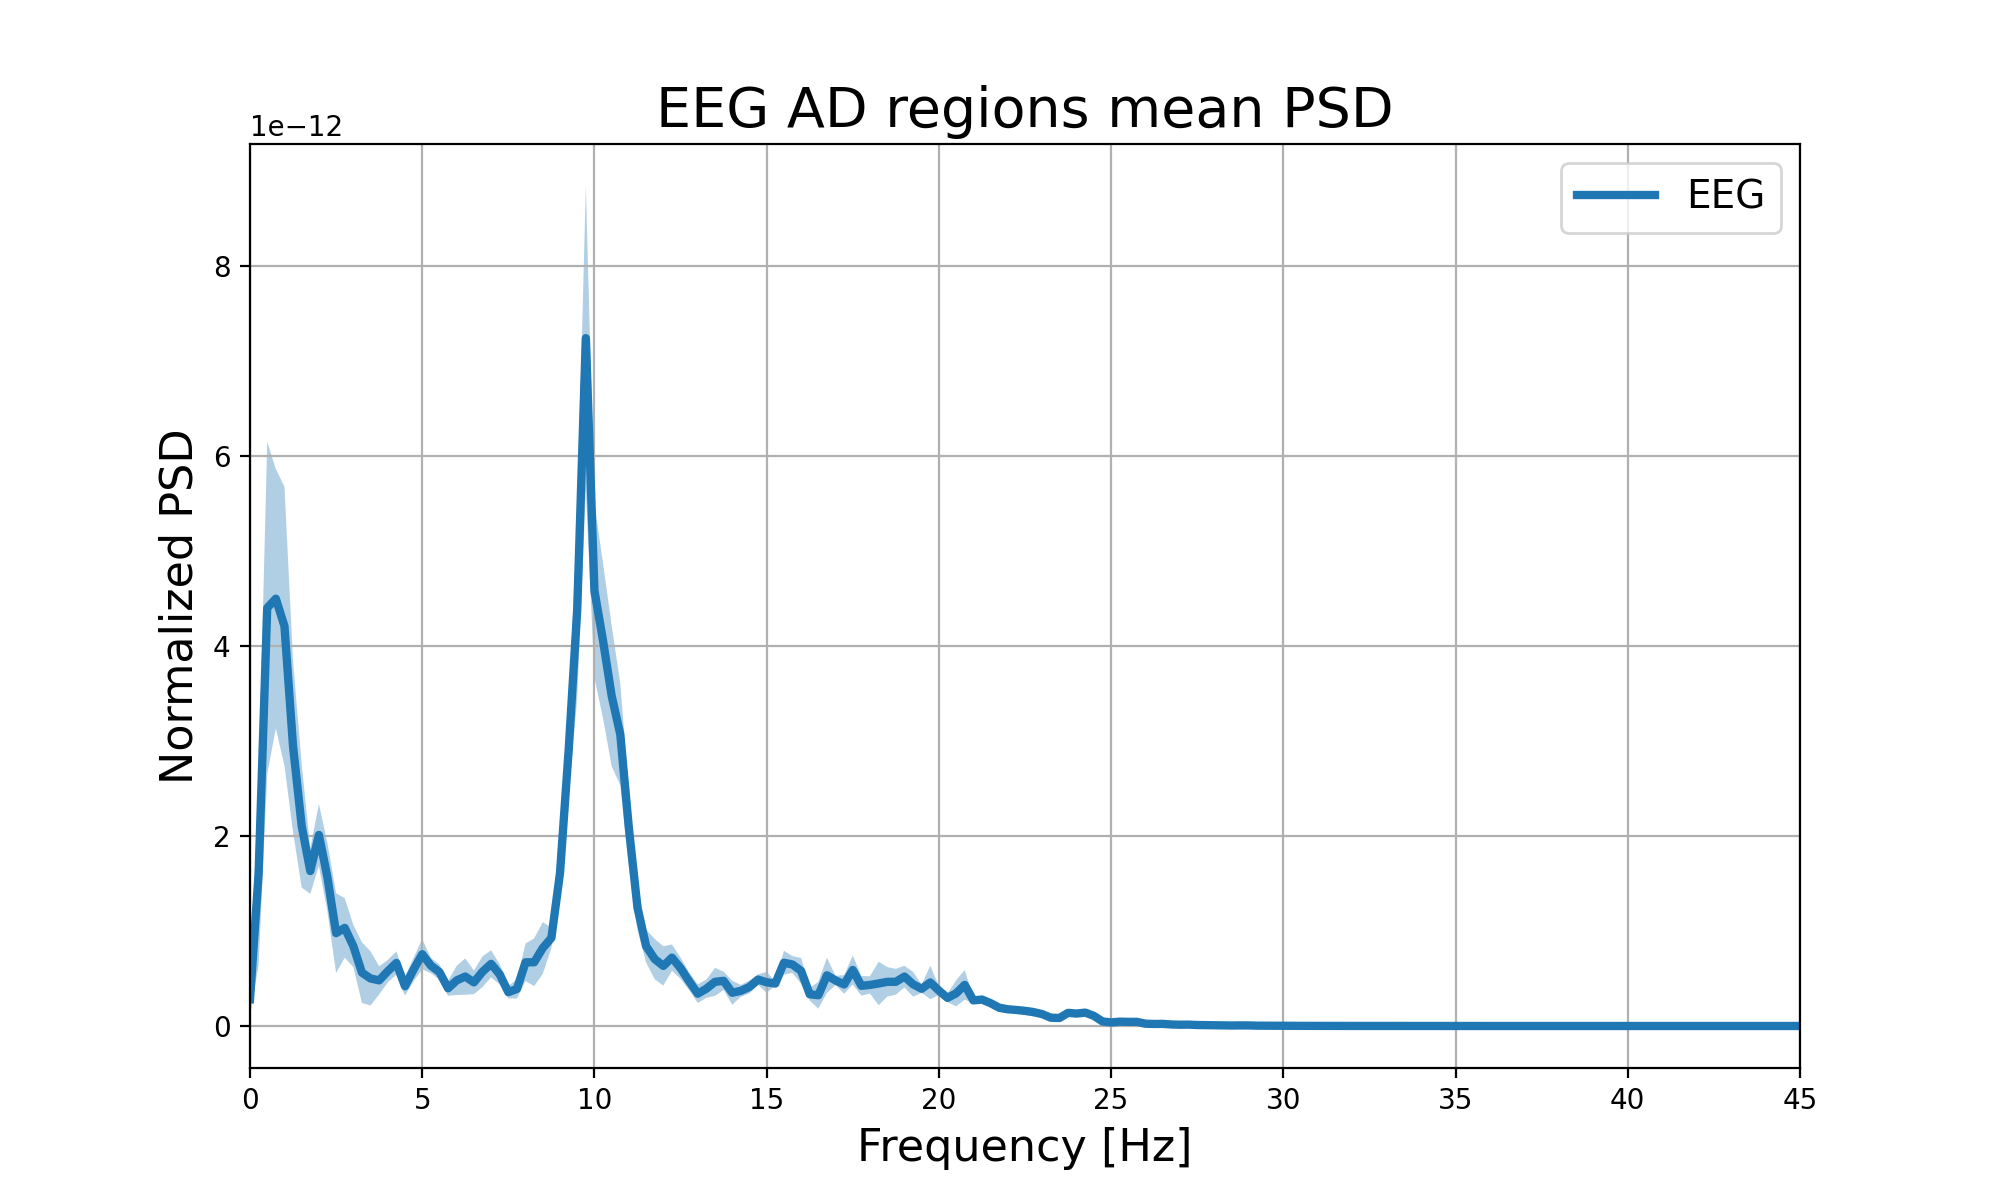 EEG AD regions mean PSD
1e−12
EEG
Normalized PSD
8
6
4
2
0
0 5 10 15 20 25 30 35 40 45
Frequency [Hz]